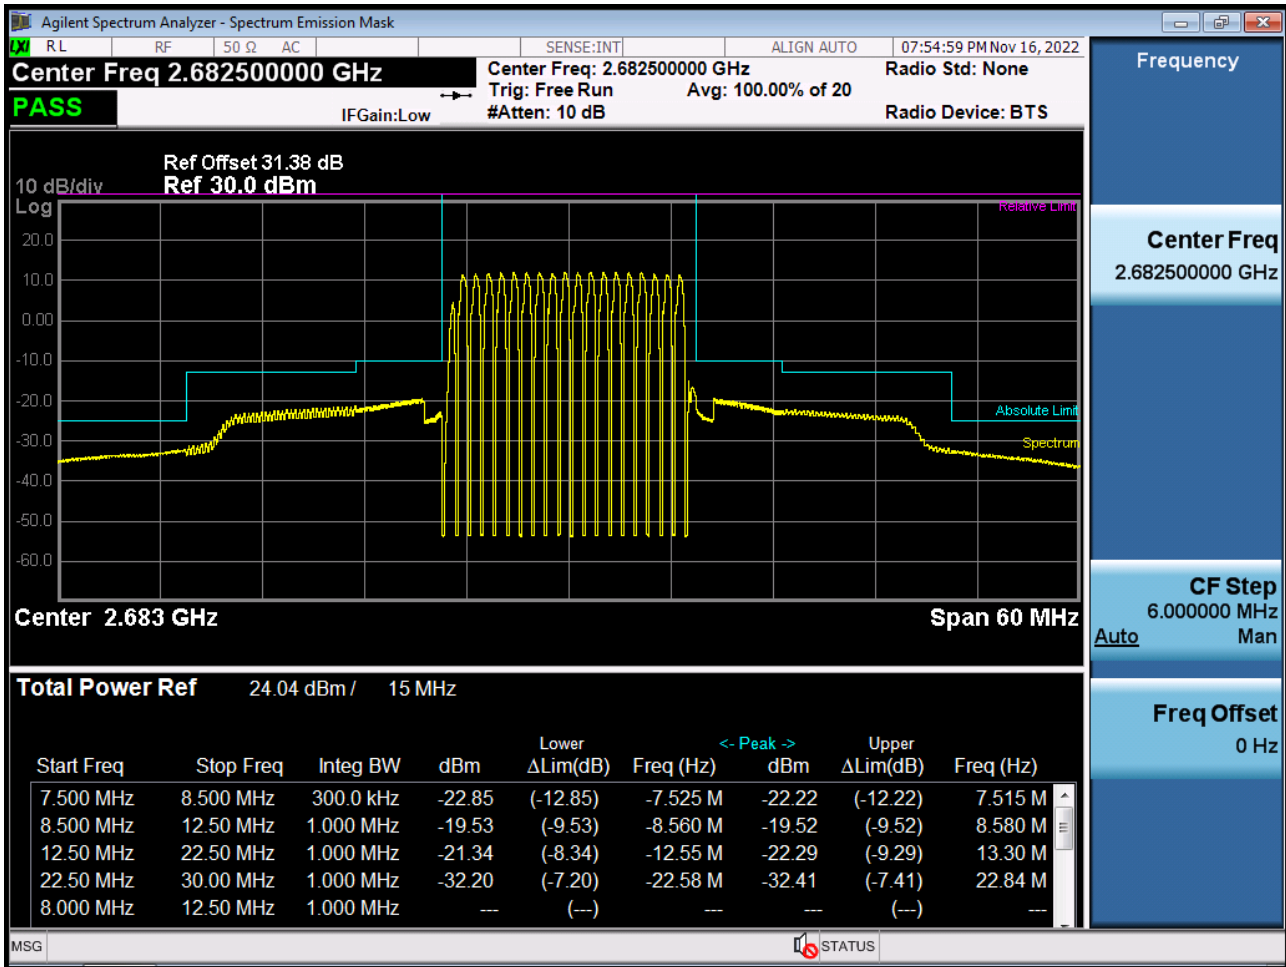 Agilent Spectrum Analyzer - Spectrum Emission Mask
LXI RL RF 50 Ω AC SENSE:INT ALIGN AUTO 07:54:59 PM Nov 16, 2022
Center Freq 2.682500000 GHz
Center Freq: 2.682500000 GHz Radio Std: None
Trig: Free Run Avg: 100.00% of 20
PASS
IFGain:Low #Atten: 10 dB Radio Device: BTS
Ref Offset 31.38 dB
10 dB/div Ref 30.0 dBm
Log
Relative Limit
20.0
10.0
0.00
-10.0
-20.0
Absolute Limit
-30.0
Spectrum
-40.0
-50.0
-60.0
Center 2.683 GHz Span 60 MHz
Total Power Ref 24.04 dBm / 15 MHz
Lower <- Peak -> Upper
Start Freq Stop Freq Integ BW dBm ΔLim(dB) Freq (Hz) dBm ΔLim(dB) Freq (Hz)
7.500 MHz 8.500 MHz 300.0 kHz -22.85 (-12.85) -7.525 M -22.22 (-12.22) 7.515 M
8.500 MHz 12.50 MHz 1.000 MHz -19.53 (-9.53) -8.560 M -19.52 (-9.52) 8.580 M
12.50 MHz 22.50 MHz 1.000 MHz -21.34 (-8.34) -12.55 M -22.29 (-9.29) 13.30 M
22.50 MHz 30.00 MHz 1.000 MHz -32.20 (-7.20) -22.58 M -32.41 (-7.41) 22.84 M
8.000 MHz 12.50 MHz 1.000 MHz --- (---) --- --- (---) ---
MSG STATUS
Frequency
Center Freq
2.682500000 GHz
CF Step
6.000000 MHz
Auto Man
Freq Offset
0 Hz